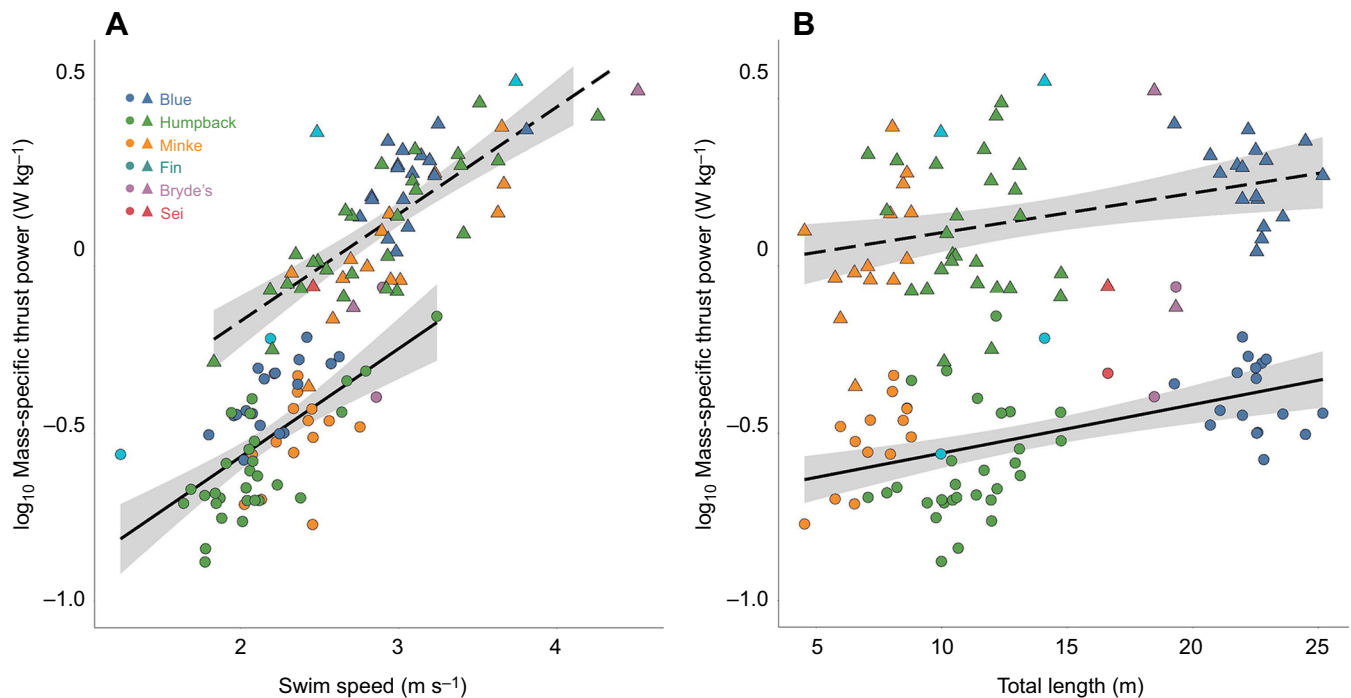 A
log10 Mass-specific thrust power (W kg–1)
0.5
0
–0.5
–1.0
Blue
Humpback
Minke
Fin
Bryde's
Sei
2
3
4
Swim speed (m s–1)
B
log10 Mass-specific thrust power (W kg–1)
0.5
0
–0.5
–1.0
5
10
15
20
25
Total length (m)